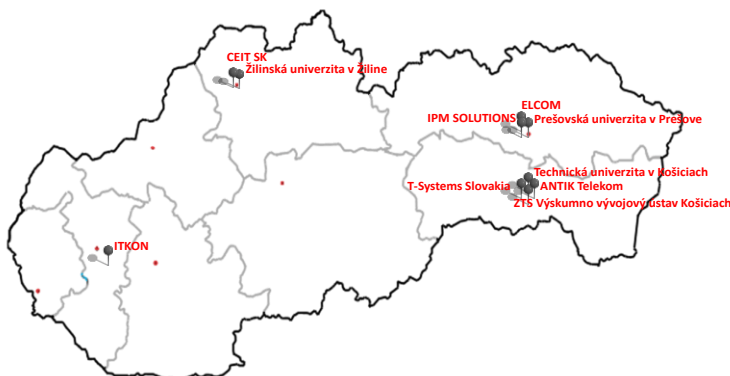 CEIT SK
Žilinská univerzita v Žiline
ELCOM
IPM SOLUTIONS
Prešovská univerzita v Prešove
Technická univerzita v Košiciach
T-Systems Slovakia
ANTIK Telekom
ZTS Výskumno vývojový ustav Košiciach
ITKON